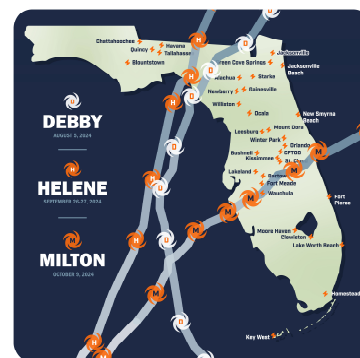 Chattahoochee
Havana
Quincy
Tallahassee
Blountstown
Jacksonville
Green Cove Springs
Jacksonville
Beach
Alachua
Starke
Newberry
Gainesville
Williston
Ocala
New Smyrna
Beach
Leesburg
Mount Dora
Winter Park
Orlando
Bushnell
Kissimmee
St. Cloud
Lakeland
Fort Meade
Wauchula
Fort
Pierce
Moore Haven
Clewiston
Lake Worth Beach
Homestead
Key West
D
DEBBY
AUGUST 5, 2024
H
HELENE
SEPTEMBER 26-27, 2024
M
MILTON
OCTOBER 9, 2024